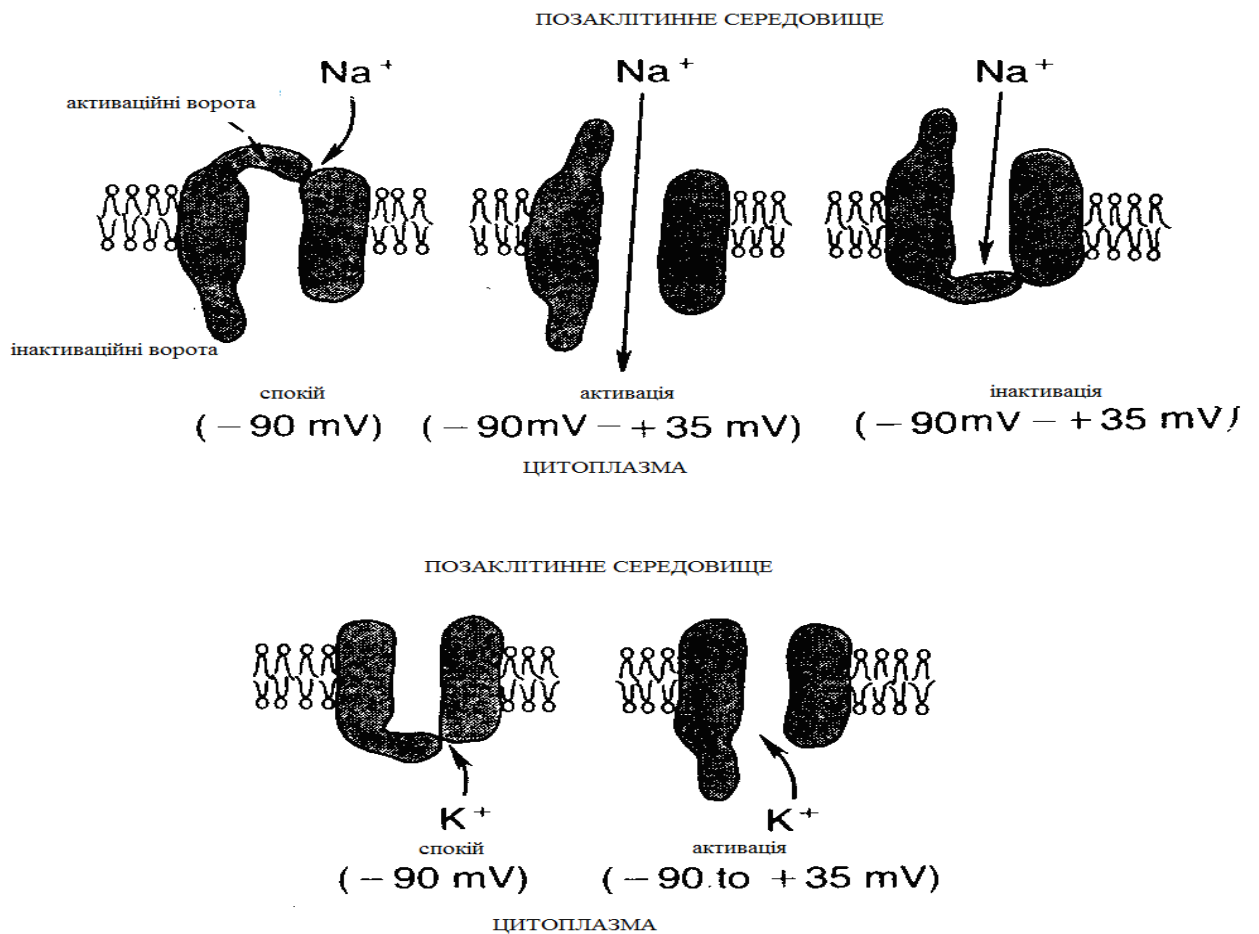 ПОЗАКЛІТИННЕ СЕРЕДОВИЩЕ
Na+ Na+ Na+
активаційні ворота
інактиваційні ворота
спокій активація інактивація
(– 90 mV) (– 90mV – + 35 mV) (– 90mV – + 35 mV)
ЦИТОПЛАЗМА
ПОЗАКЛІТИННЕ СЕРЕДОВИЩЕ
K+ K+
спокій активація
(– 90 mV) (– 90.to + 35 mV)
ЦИТОПЛАЗМА